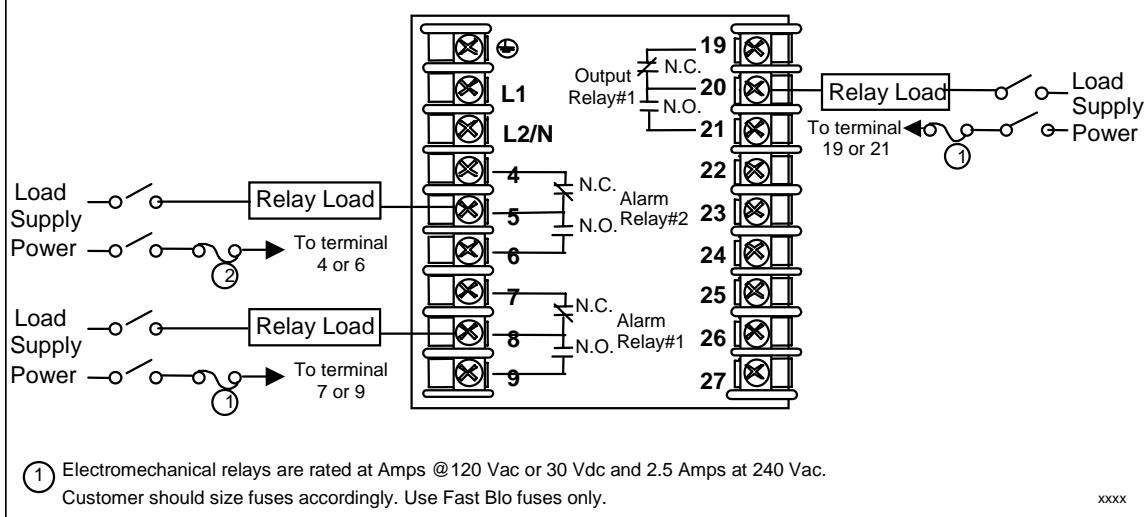 19
N.C.
Output
Relay#1
20
N.O.
21
L1
L2/N
4
N.C.
Alarm
Relay#2
5
N.O.
6
7
N.C.
Alarm
Relay#1
8
N.O.
9
22
23
24
25
26
27
Relay Load
Load
Supply
Power
To terminal
19 or 21
1
Load
Supply
Power
Relay Load
To terminal
4 or 6
2
Load
Supply
Power
Relay Load
To terminal
7 or 9
1
1 Electromechanical relays are rated at Amps @120 Vac or 30 Vdc and 2.5 Amps at 240 Vac.
Customer should size fuses accordingly. Use Fast Blo fuses only.
xxxx